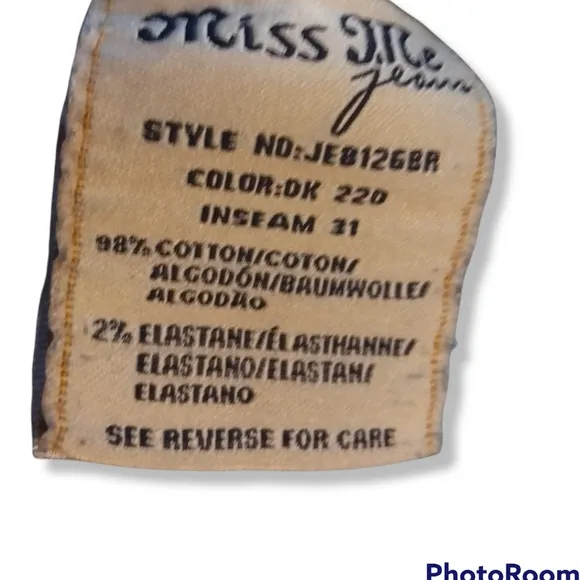 Miss Me
jeans
STYLE NO:JE8126BR
COLOR:DK 220
INSEAM 31
98% COTTON/COTON/
ALGODÓN/BAUMWOLLE/
ALGODÃO
2% ELASTANE/ÉLASTHANNE/
ELASTANO/ELASTAN/
ELASTANO
SEE REVERSE FOR CARE
PhotoRoom